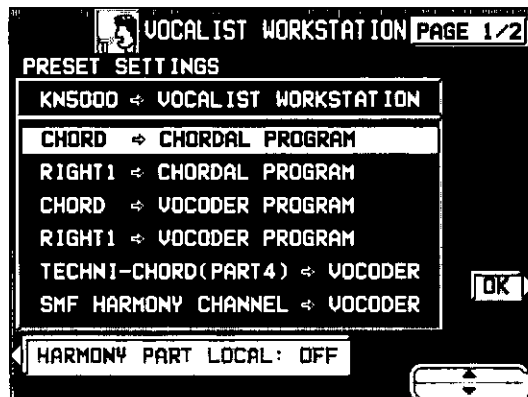 VOCALIST WORKSTATION PAGE 1/2
PRESET SETTINGS
KN5000 ⇨ VOCALIST WORKSTATION
CHORD ⇨ CHORDAL PROGRAM
RIGHT1 ⇨ CHORDAL PROGRAM
CHORD ⇨ VOCODER PROGRAM
RIGHT1 ⇨ VOCODER PROGRAM
TECHNI-CHORD(PART4) ⇨ VOCODER
SMF HARMONY CHANNEL ⇨ VOCODER
OK
HARMONY PART LOCAL: OFF